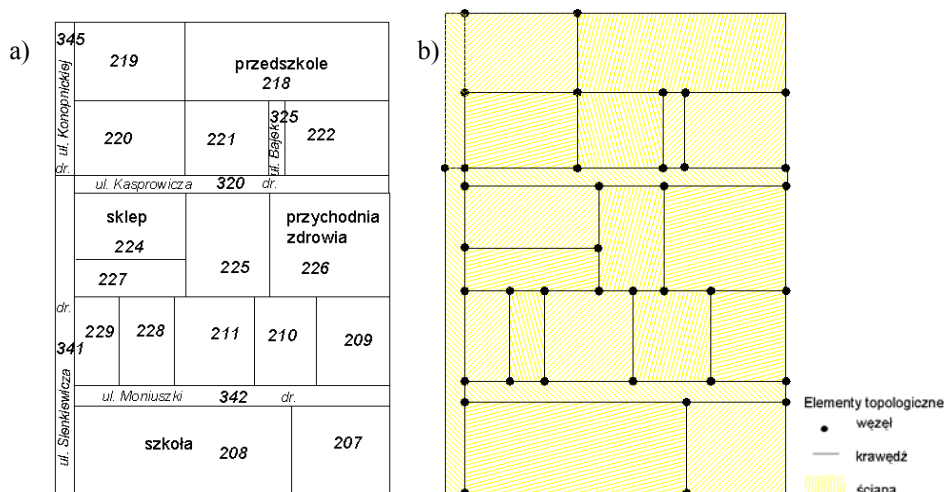 a)
b)
345
219
przedszkole
218
ul. Konopnickiej
dr.
220
221
325
ul. Bajek
222
ul. Kasprowicza 320 dr.
sklep
224
227
225
przychodnia
zdrowia
226
dr.
341
ul. Sienkiewicza
229
228
211
210
209
ul. Moniuszki 342 dr.
szkoła 208
207
Elementy topologiczne
węzeł
krawędź
ściana